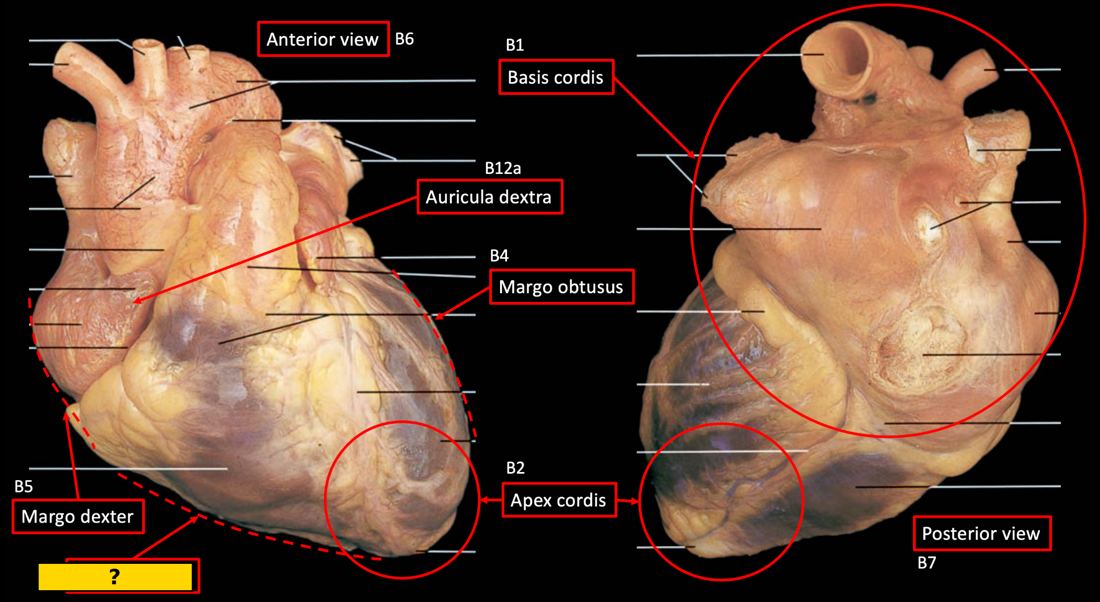 Anterior view B6
B1
Basis cordis
B12a
Auricula dextra
B4
Margo obtusus
B5
Margo dexter
B2
Apex cordis
Posterior view
B7
?